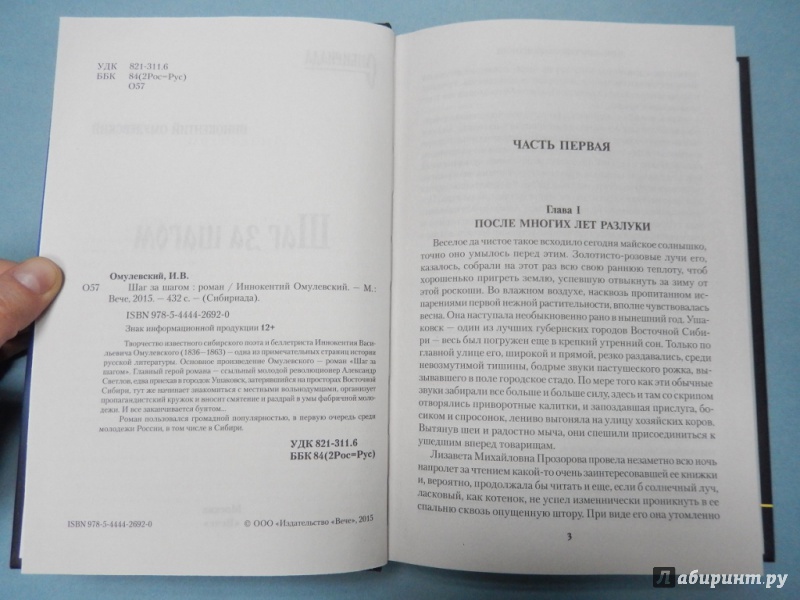 УДК 821-311.6
ББК 84(2Рос=Рус)
О57
Омулевский, И.В.
О57 Шаг за шагом : роман / Иннокентий Омулевский. – М.:
Вече. 2015. – 432 с. – (Сибириада).
ISBN 978-5-4444-2692-0
Знак информационной продукции 12+
Творчество известного сибирского поэта и беллетриста Иннокентия Васи-
льевича Омулевского (1836–1863) – одна из примечательных страниц истории
русской литературы. Основное произведение Омулевского – роман «Шаг за
шагом». Главный герой романа – ссыльный молодой революционер Александр
Светлов, едва приехав в городок Ушаковск, затерявшийся на просторах Восточной
Сибири, тут же начинает знакомиться с местными вольнодумцами, организует
пропагандистский кружок и вносит смятение и раздрай в умы фабричной моло-
дежи. И все заканчивается бунтом...
Роман пользовался громадной популярностью, в первую очередь среди
молодежи России, в том числе и Сибири.
УДК 821-311.6
ББК 84(2Рос=Рус)
ISBN 978-5-4444-2692-0
© ООО «Издательство «Вече», 2015
ЧАСТЬ ПЕРВАЯ
Глава I
ПОСЛЕ МНОГИХ ЛЕТ РАЗЛУКИ
Веселое да чистое такое всходило сегодня майское солнышко,
точно оно умылось перед этим. Золотисто-розовые лучи его,
казалось, собрали на этот раз всю свою раннюю теплоту, чтоб
хорошенько пригреть землю, успевшую отвыкнуть за зиму от
этой роскоши. Во влажном воздухе, насквозь пропитанном ис-
парениями первой нежной растительности, вполне чувствовалась
весна. Она наступала необыкновенно рано в нынешний год. Уша-
ковск – один из лучших губернских городов Восточной Сиби-
ри – весь был погружен еще в крепкий утренний сон. Только по
главной улице его, широкой и прямой, резко раздавались, среди
невозмутимой тишины, бодрые звуки пастушеского рожка, вы-
зывавшего в поле городское стадо. По мере того как эти обычные
звуки забирали все больше и больше силу, здесь и там со скрипом
отворялись приворотные калитки, и запоздавшая прислуга, бо-
сиком и спросонок, лениво выгоняла на улицу хозяйских коров.
Вытянув шеи и радостно мыча, они спешили присоединиться к
ушедшим вперед товарищам.
Лизавета Михайловна Прозорова провела незаметно всю ночь
напролет за чтением какой-то очень заинтересовавшей ее книжки
и, вероятно, продолжала бы читать и еще, если б солнечный луч,
ласковый, как котенок, не успел изменнически проникнуть в ее
спальню сквозь опущенную штору. При виде его она утомленно
3
Лабиринт.ру